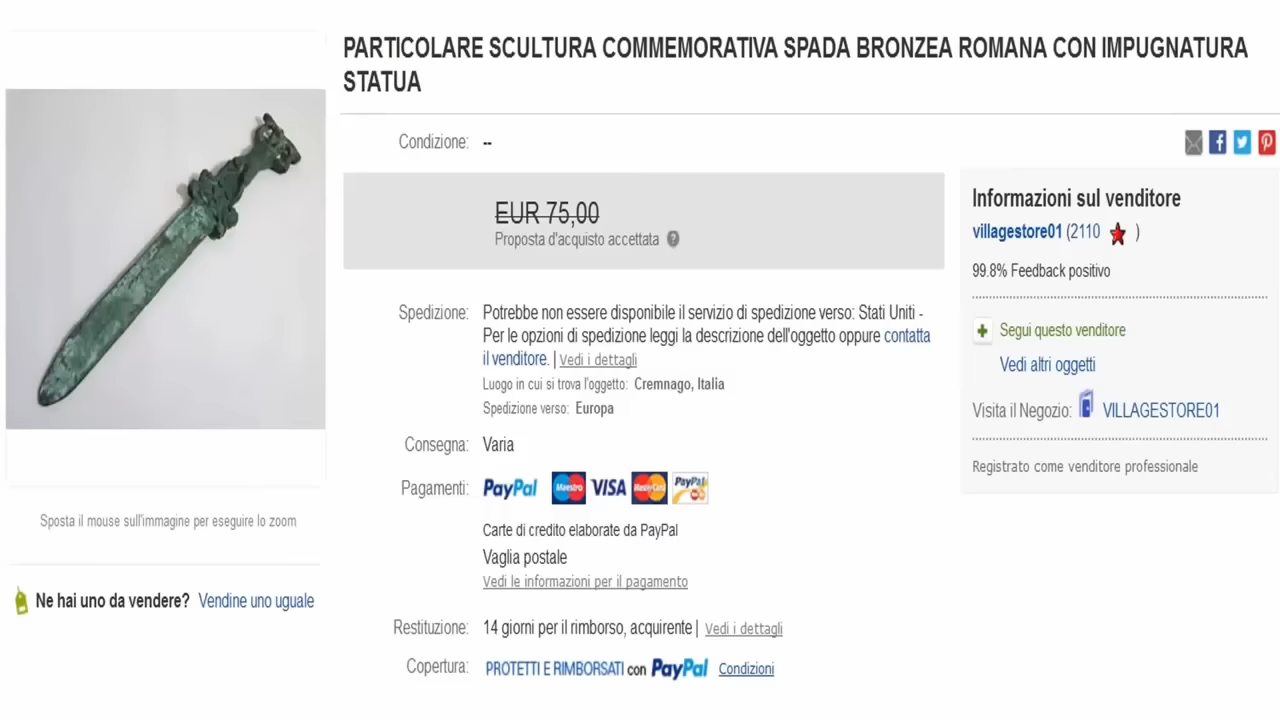 PARTICOLARE SCULTURA COMMEMORATIVA SPADA BRONZEA ROMANA CON IMPUGNATURA
STATUA
Condizione: --
EUR 75,00
Proposta d'acquisto accettata ?
Spedizione: Potrebbe non essere disponibile il servizio di spedizione verso: Stati Uniti -
Per le opzioni di spedizione leggi la descrizione dell'oggetto oppure contatta
il venditore. | Vedi i dettagli
Luogo in cui si trova l'oggetto: Cremnago, Italia
Spedizione verso: Europa
Consegna: Varia
Pagamenti: PayPal Maestro VISA MasterCard PayPal
Carte di credito elaborate da PayPal
Vaglia postale
Vedi le informazioni per il pagamento
Restituzione: 14 giorni per il rimborso, acquirente | Vedi i dettagli
Copertura: PROTETTI E RIMBORSATI con PayPal Condizioni
Informazioni sul venditore
villagestore01 (2110 )
99.8% Feedback positivo
Segui questo venditore
Vedi altri oggetti
Visita il Negozio: VILLAGESTORE01
Registrato come venditore professionale
Sposta il mouse sull'immagine per eseguire lo zoom
Ne hai uno da vendere? Vendine uno uguale